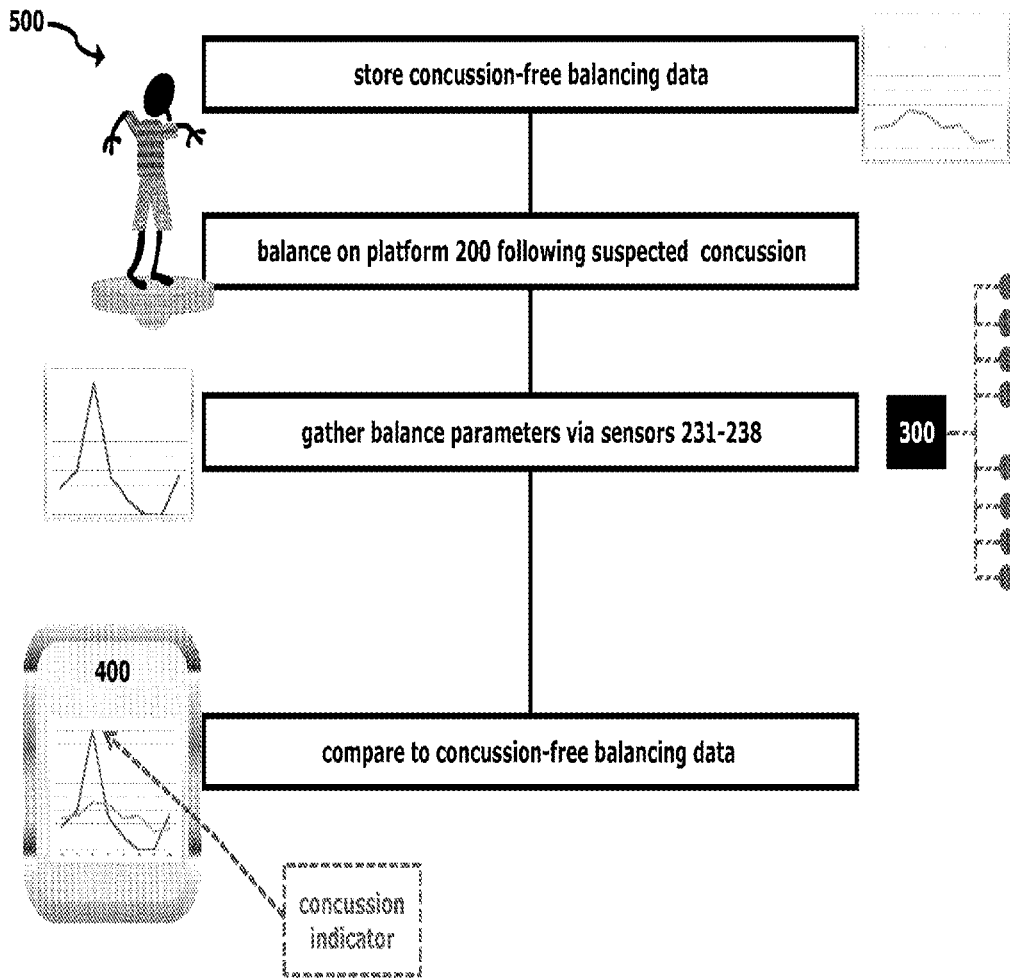 500
store concussion-free balancing data
balance on platform 200 following suspected concussion
gather balance parameters via sensors 231-238
300
400
compare to concussion-free balancing data
concussion
indicator